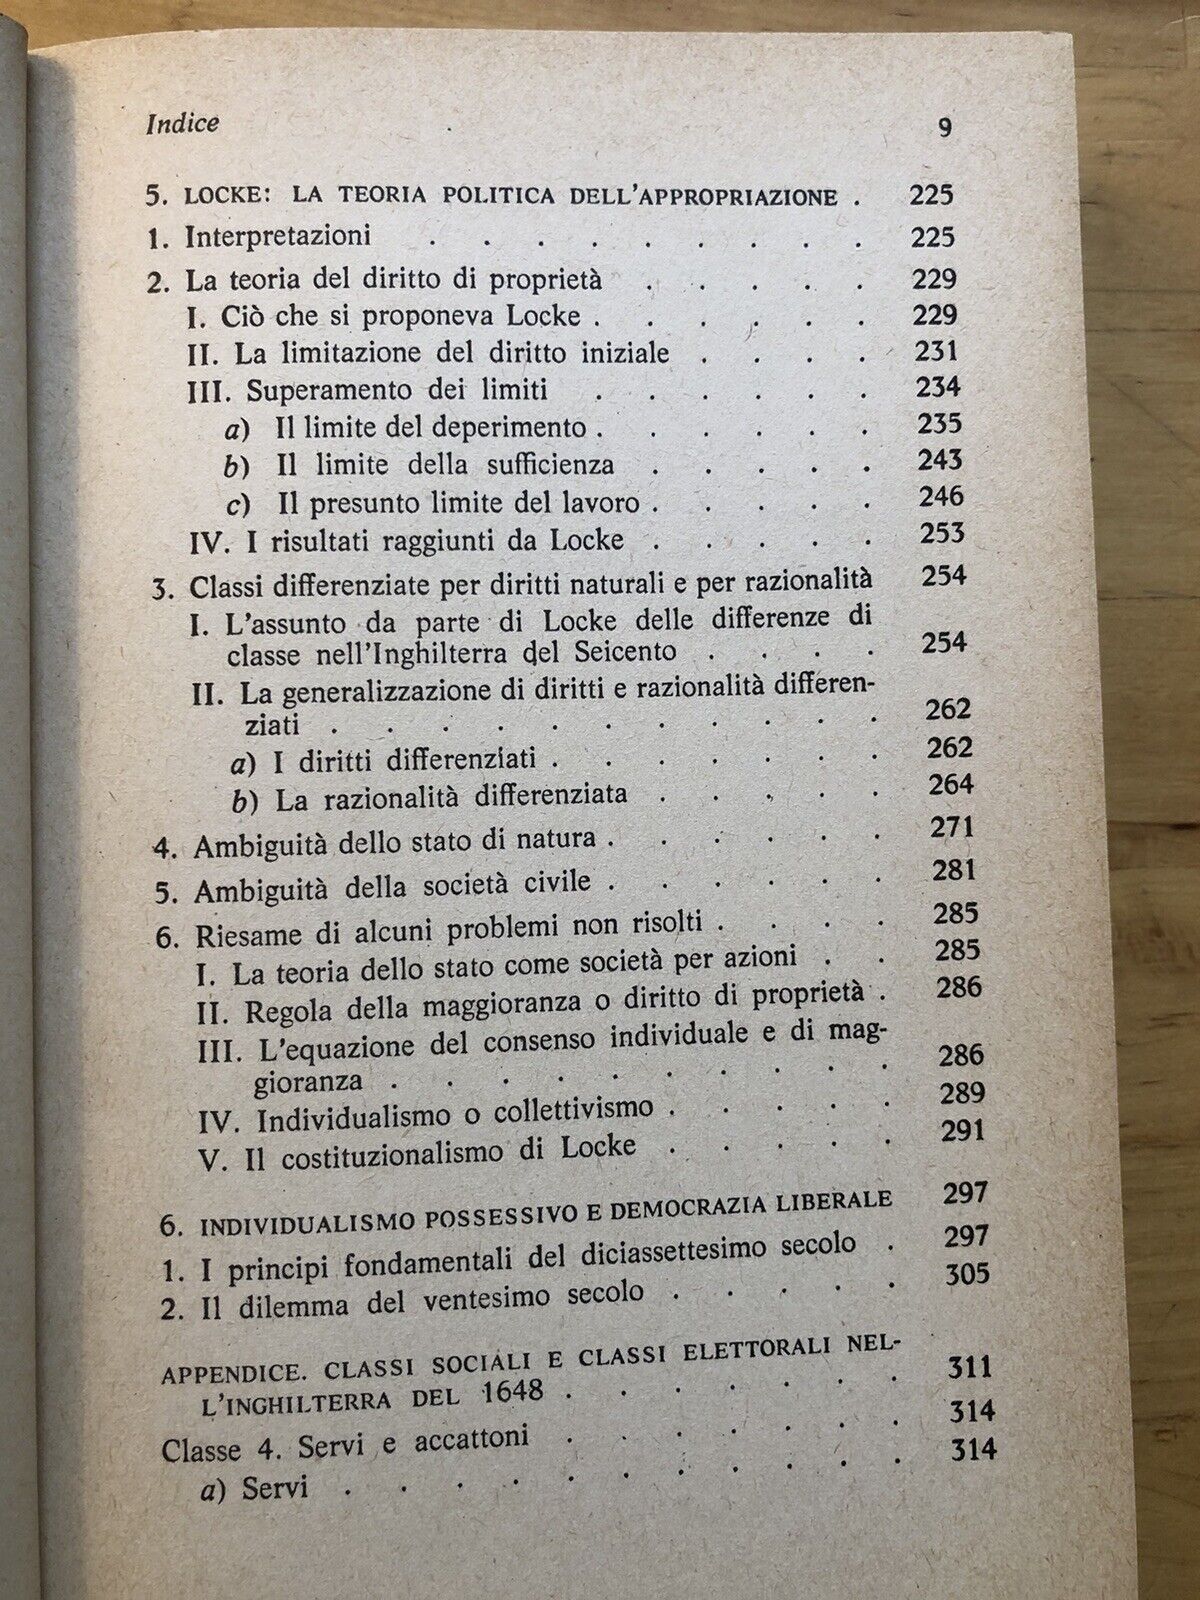 Indice 9
5. LOCKE: LA TEORIA POLITICA DELL'APPROPRIAZIONE . 225
1. Interpretazioni . . . . . . . . . 225
2. La teoria del diritto di proprietà . . . . . 229
I. Ciò che si proponeva Locke . . . . . . 229
II. La limitazione del diritto iniziale . . . . 231
III. Superamento dei limiti . . . . . . 234
a) Il limite del deperimento . . . . . . 235
b) Il limite della sufficienza . . . . . 243
c) Il presunto limite del lavoro . . . . . 246
IV. I risultati raggiunti da Locke . . . . . 253
3. Classi differenziate per diritti naturali e per razionalità 254
I. L'assunto da parte di Locke delle differenze di
classe nell'Inghilterra del Seicento . . . . 254
II. La generalizzazione di diritti e razionalità differen-
ziati . . . . . . . . . . . 262
a) I diritti differenziati . . . . . . . 262
b) La razionalità differenziata . . . . . 264
4. Ambiguità dello stato di natura . . . . . . 271
5. Ambiguità della società civile . . . . . . 281
6. Riesame di alcuni problemi non risolti . . . . 285
I. La teoria dello stato come società per azioni . . 285
II. Regola della maggioranza o diritto di proprietà . 286
III. L'equazione del consenso individuale e di mag-
gioranza . . . . . . . . . . 286
IV. Individualismo o collettivismo . . . . . 289
V. Il costituzionalismo di Locke . . . . . 291
6. INDIVIDUALISMO POSSESSIVO E DEMOCRAZIA LIBERALE 297
1. I principi fondamentali del diciassettesimo secolo . 297
2. Il dilemma del ventesimo secolo . . . . . 305
APPENDICE. CLASSI SOCIALI E CLASSI ELETTORALI NEL-
L'INGHILTERRA DEL 1648 . . . . . . . 311
Classe 4. Servi e accattoni . . . . . . . 314
a) Servi . . . . . . . . . . . 314